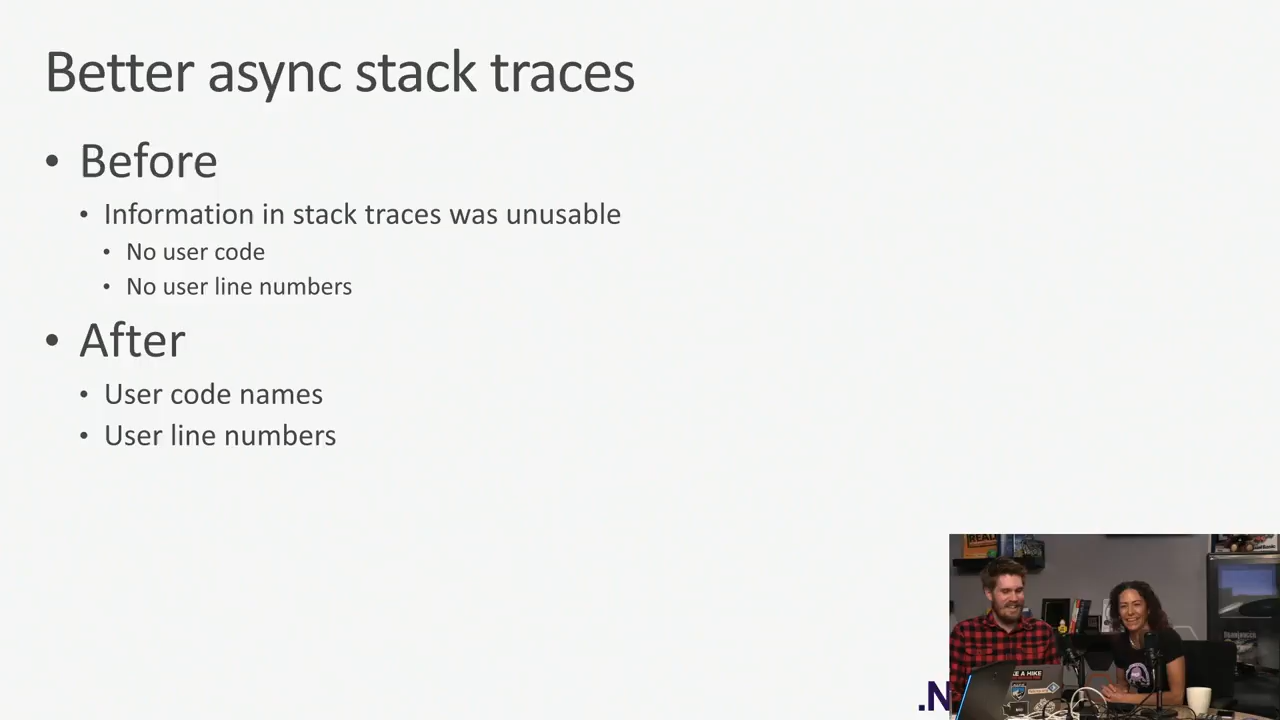 Better async stack traces
• Before
• Information in stack traces was unusable
• No user code
• No user line numbers
• After
• User code names
• User line numbers
.N